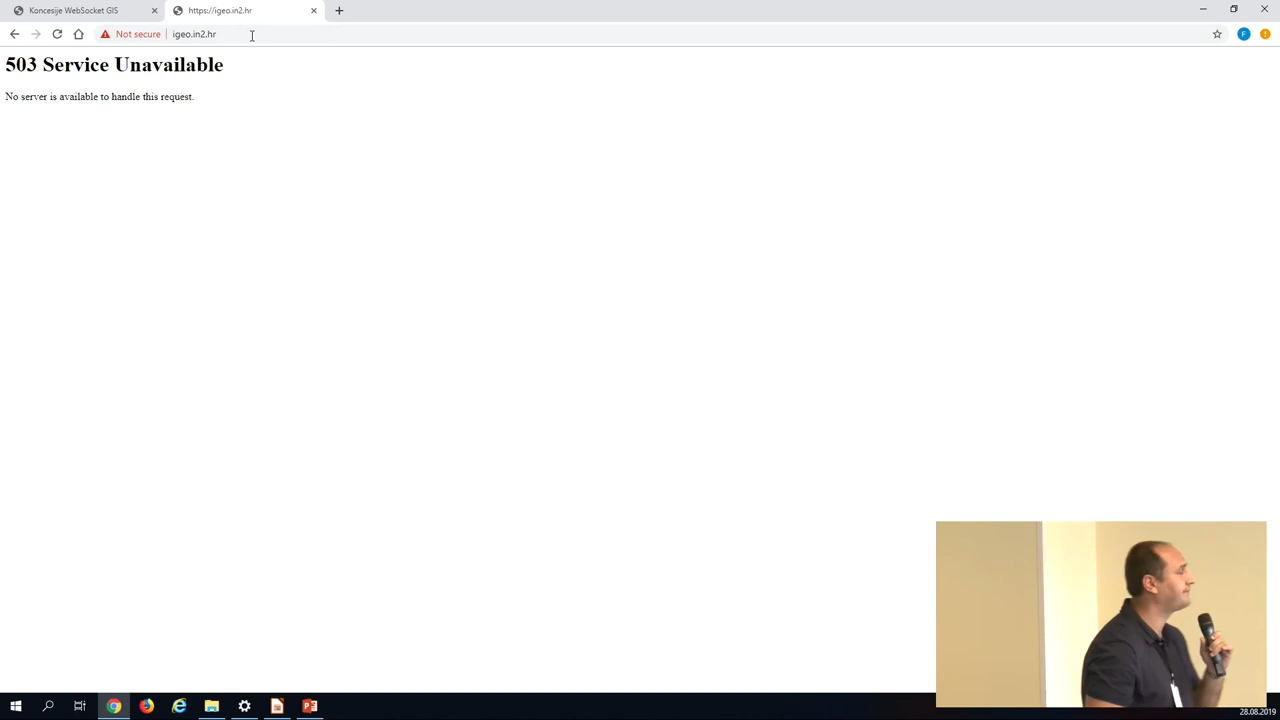 Koncesije WebSocket GIS
https://igeo.in2.hr
Not secure
igeo.in2.hr
F
503 Service Unavailable
No server is available to handle this request.
28.08.2019